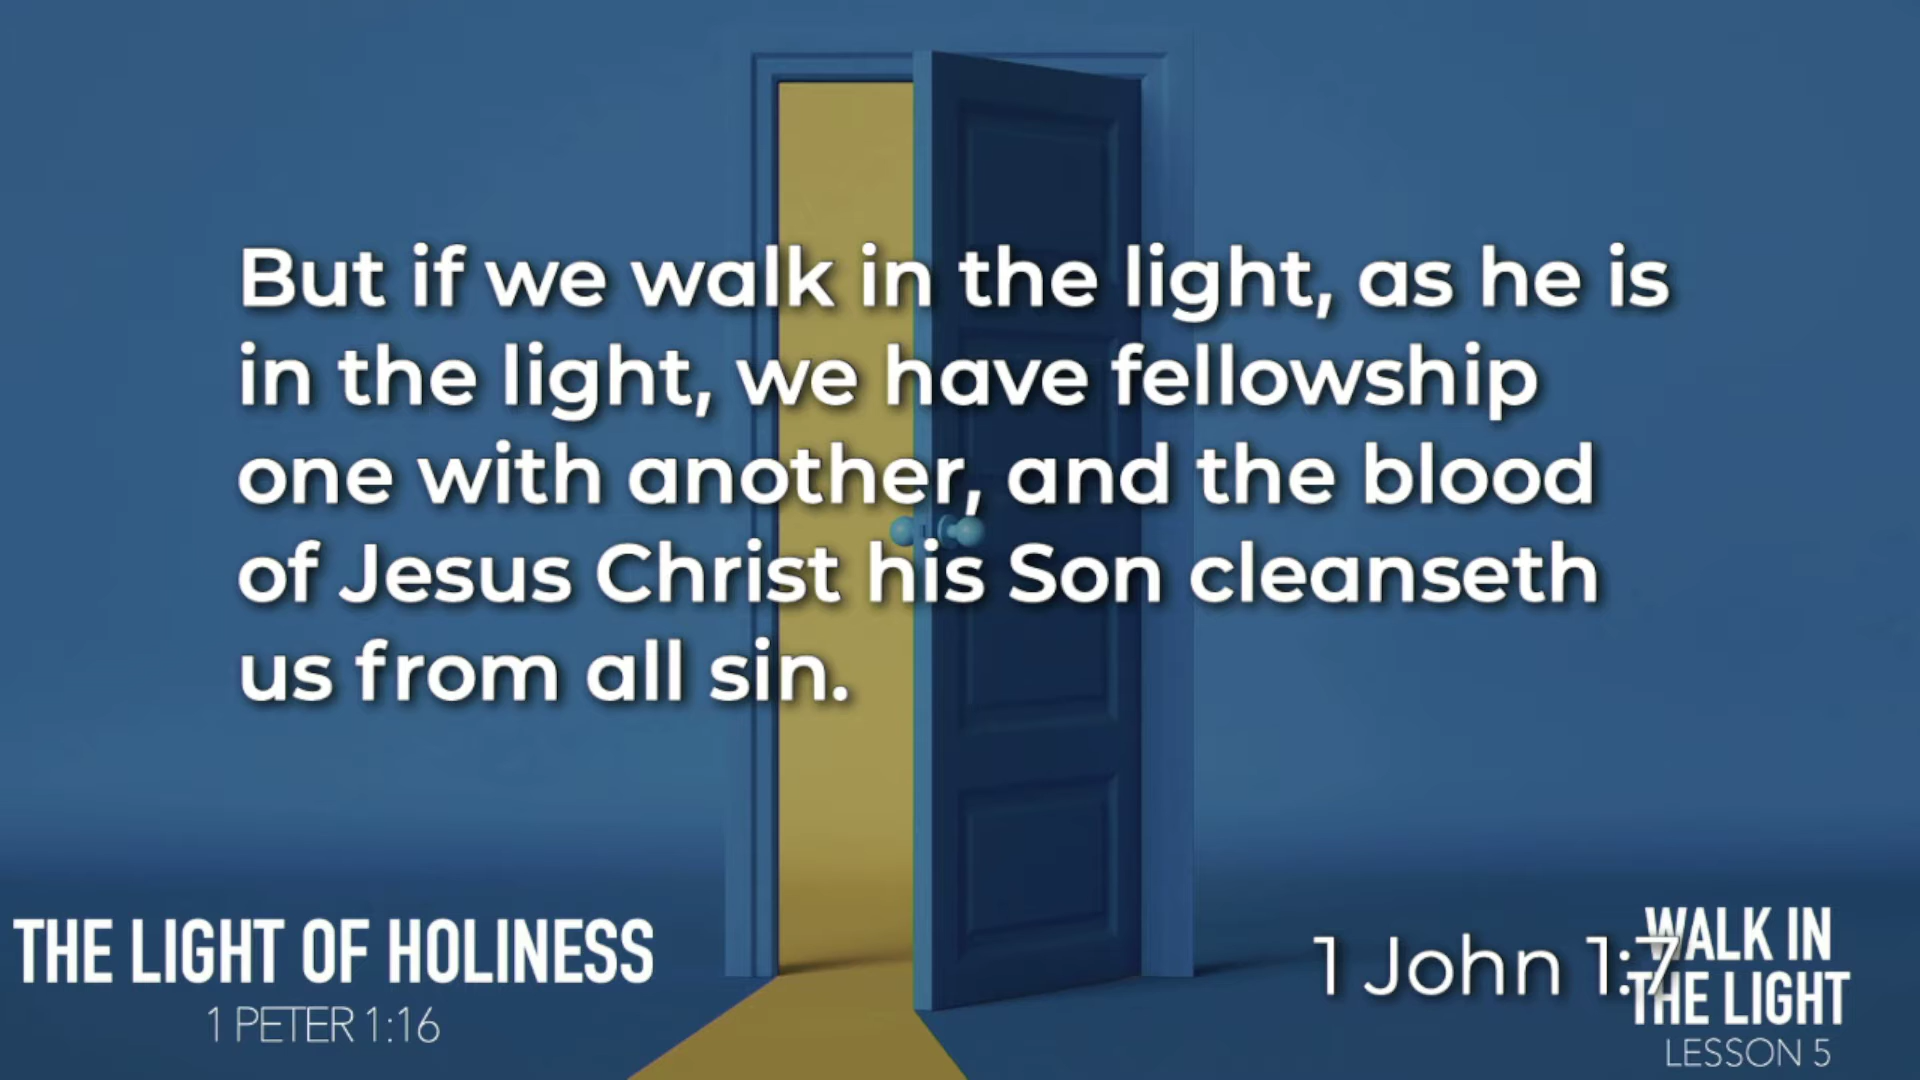 But if we walk in the light, as he is
in the light, we have fellowship
one with another, and the blood
of Jesus Christ his Son cleanseth
us from all sin.
THE LIGHT OF HOLINESS
1 PETER 1:16
1 John 1:7
WALK IN
THE LIGHT
LESSON 5